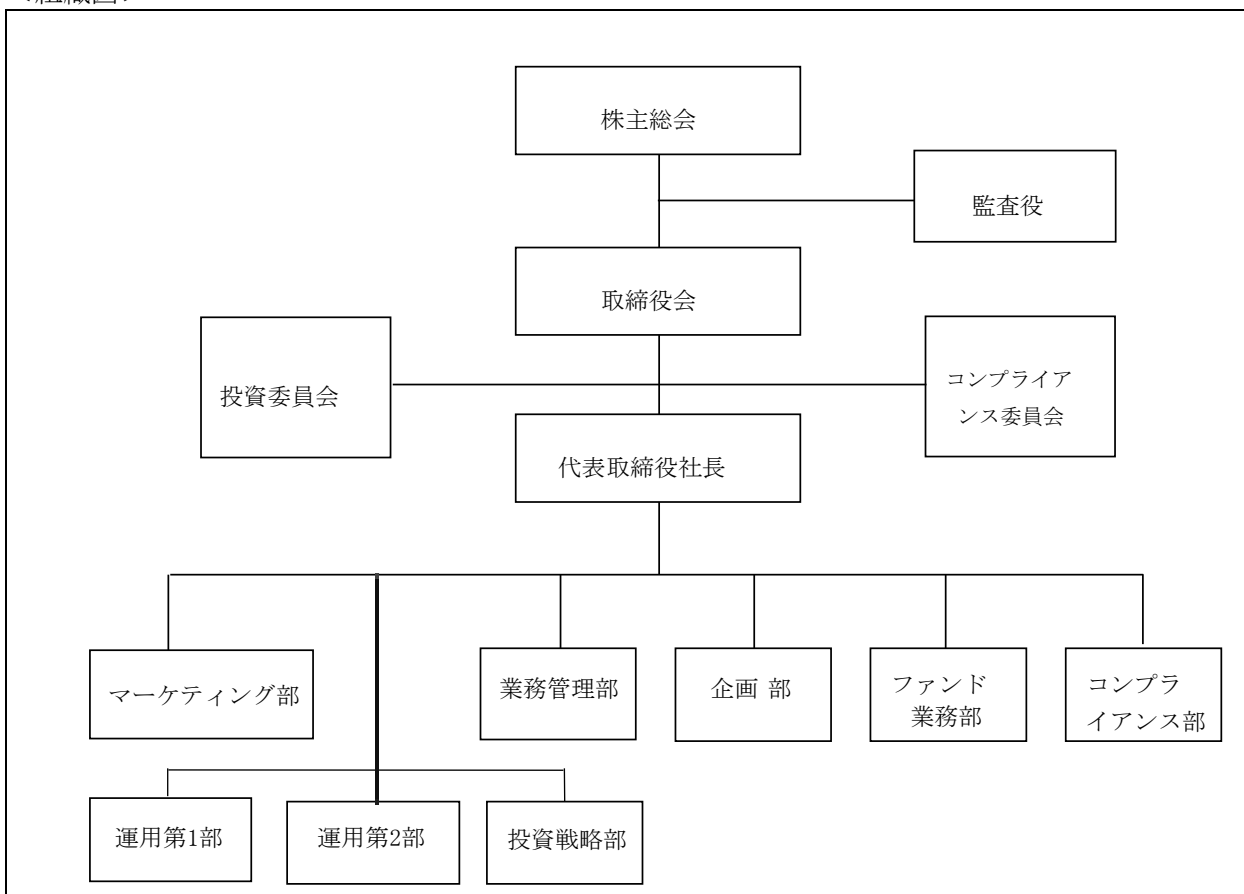 <組織図>
株主総会
監査役
取締役会
投資委員会
コンプライア
ンス委員会
代表取締役社長
マーケティング部
業務管理部
企画 部
ファンド
業務部
コンプラ
イアンス部
運用第1部
運用第2部
投資戦略部